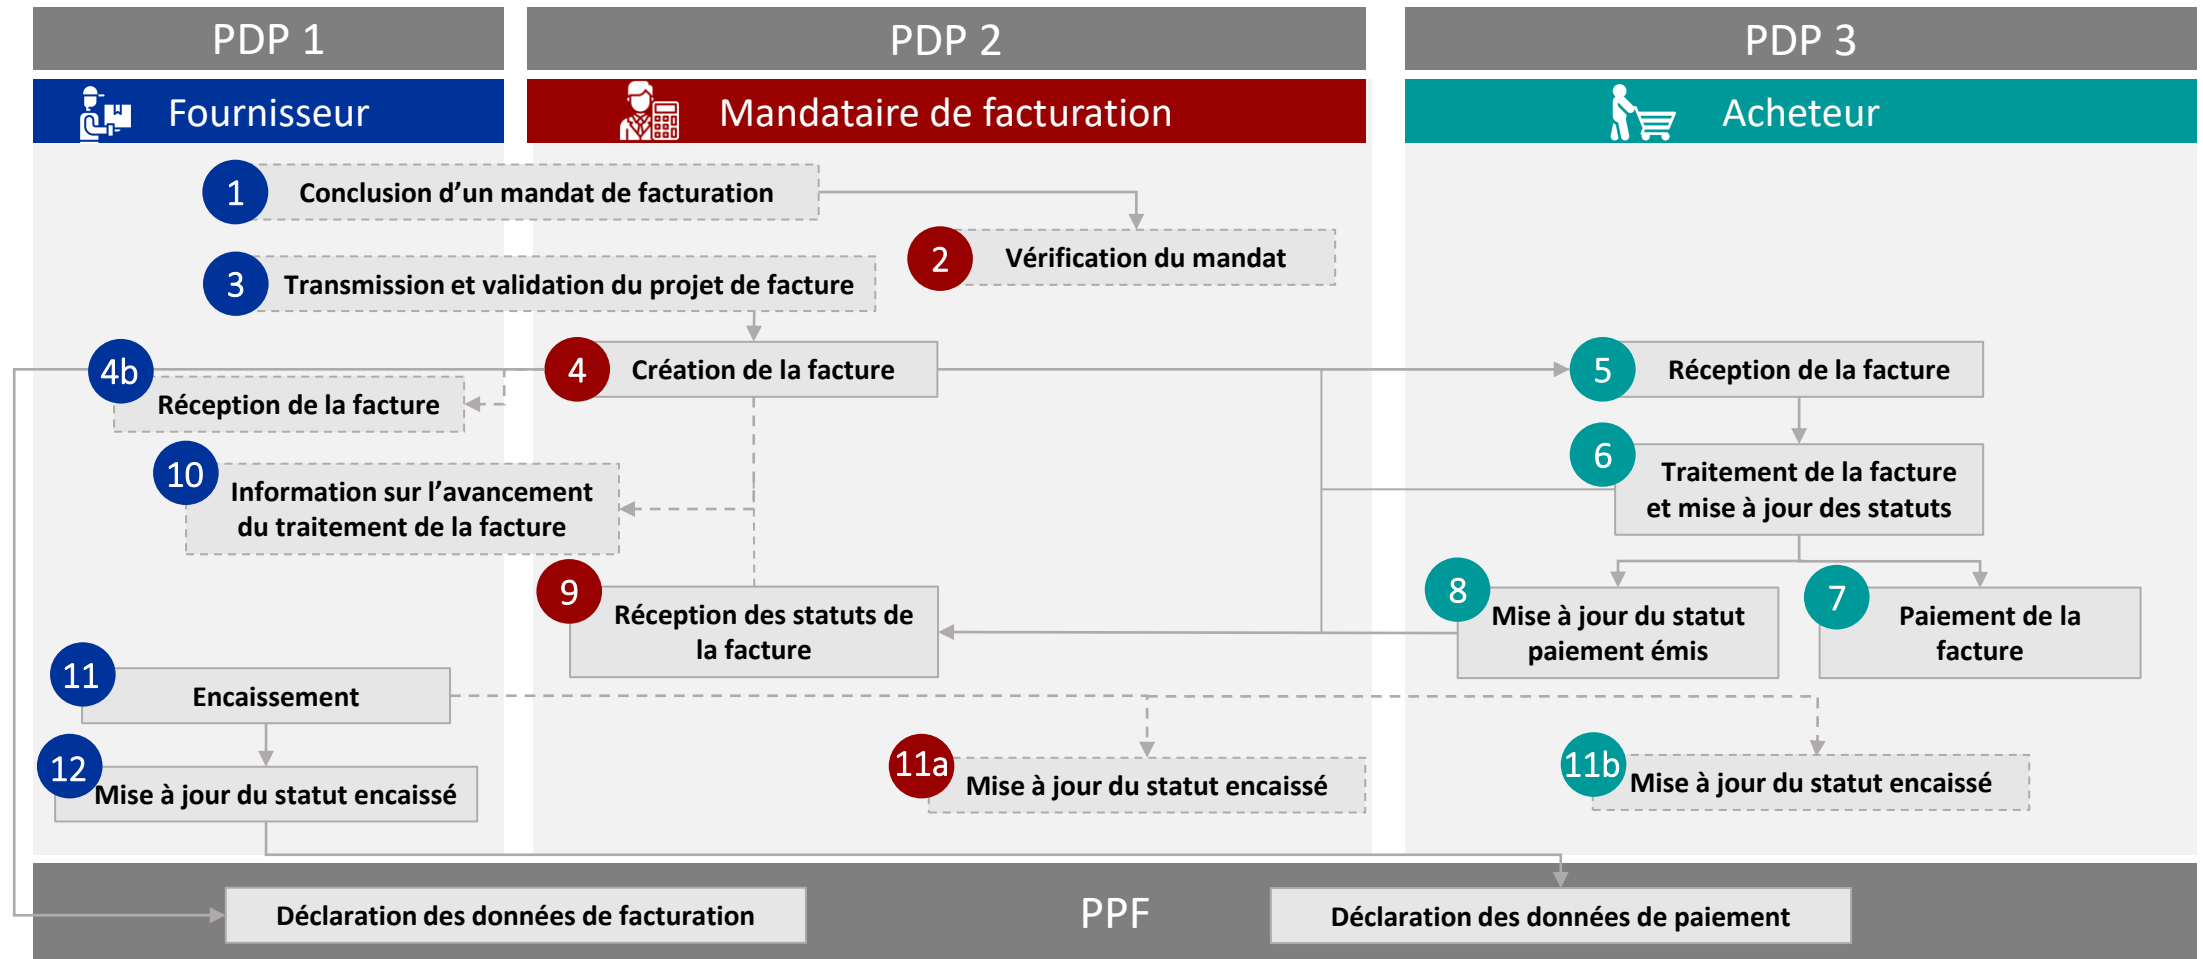 PDP 1
PDP 2
PDP 3
Fournisseur
Mandataire de facturation
Acheteur
1
Conclusion d’un mandat de facturation
2
Vérification du mandat
3
Transmission et validation du projet de facture
4b
Réception de la facture
4
Création de la facture
5
Réception de la facture
6
Traitement de la facture
et mise à jour des statuts
10
Information sur l’avancement
du traitement de la facture
9
Réception des statuts de
la facture
8
Mise à jour du statut
paiement émis
7
Paiement de la
facture
11
Encaissement
12
Mise à jour du statut encaissé
11a
Mise à jour du statut encaissé
11b
Mise à jour du statut encaissé
Déclaration des données de facturation
PPF
Déclaration des données de paiement